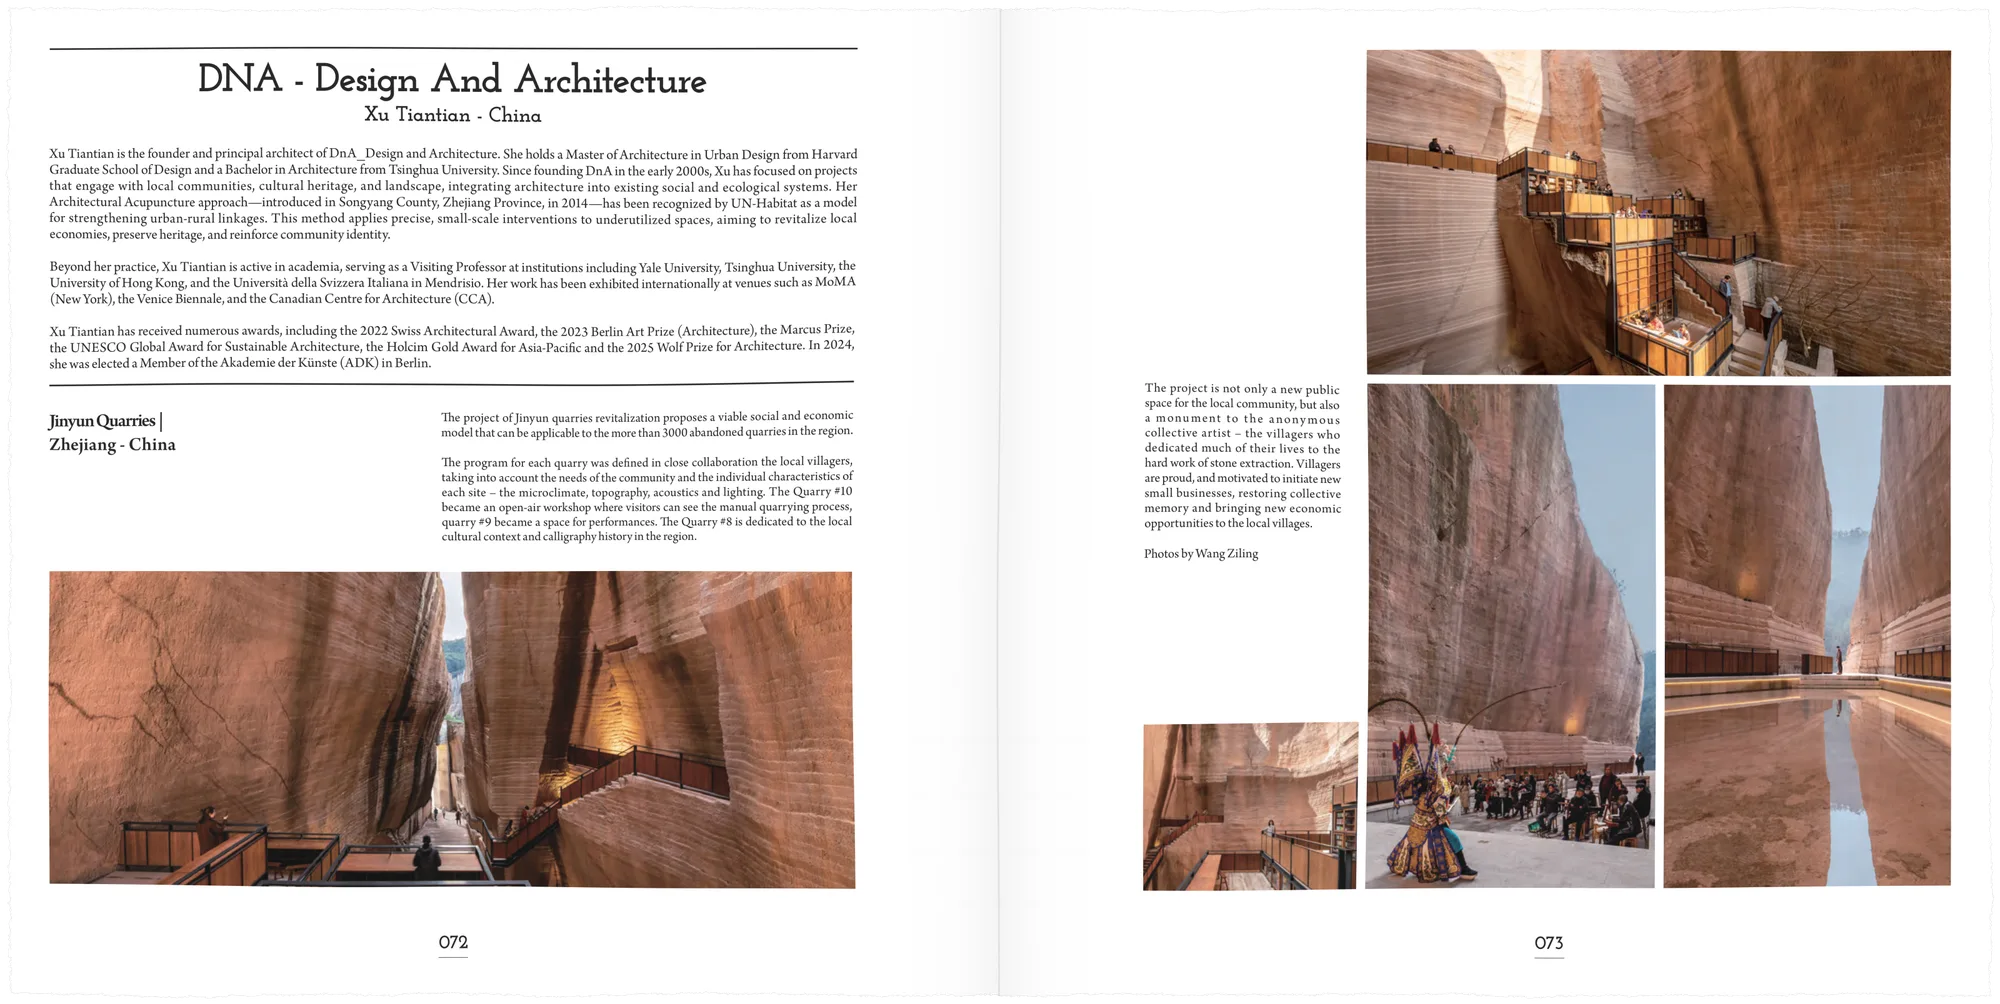 DNA - Design And Architecture
Xu Tiantian - China
Xu Tiantian is the founder and principal architect of DnA_Design and Architecture. She holds a Master of Architecture in Urban Design from Harvard
Graduate School of Design and a Bachelor in Architecture from Tsinghua University. Since founding DnA in the early 2000s, Xu has focused on projects
that engage with local communities, cultural heritage, and landscape, integrating architecture into existing social and ecological systems. Her
Architectural Acupuncture approach—introduced in Songyang County, Zhejiang Province, in 2014—has been recognized by UN-Habitat as a model
for strengthening urban-rural linkages. This method applies precise, small-scale interventions to underutilized spaces, aiming to revitalize local
economies, preserve heritage, and reinforce community identity.
Beyond her practice, Xu Tiantian is active in academia, serving as a Visiting Professor at institutions including Yale University, Tsinghua University, the
University of Hong Kong, and the Università della Svizzera Italiana in Mendrisio. Her work has been exhibited internationally at venues such as MoMA
(New York), the Venice Biennale, and the Canadian Centre for Architecture (CCA).
Xu Tiantian has received numerous awards, including the 2022 Swiss Architectural Award, the 2023 Berlin Art Prize (Architecture), the Marcus Prize,
the UNESCO Global Award for Sustainable Architecture, the Holcim Gold Award for Asia-Pacific and the 2025 Wolf Prize for Architecture. In 2024,
she was elected a Member of the Akademie der Künste (ADK) in Berlin.
Jinyun Quarries |
Zhejiang - China
The project of Jinyun quarries revitalization proposes a viable social and economic
model that can be applicable to the more than 3000 abandoned quarries in the region.
The program for each quarry was defined in close collaboration the local villagers,
taking into account the needs of the community and the individual characteristics of
each site – the microclimate, topography, acoustics and lighting. The Quarry #10
became an open-air workshop where visitors can see the manual quarrying process,
quarry #9 became a space for performances. The Quarry #8 is dedicated to the local
cultural context and calligraphy history in the region.
072
The project is not only a new public
space for the local community, but also
a monument to the anonymous
collective artist – the villagers who
dedicated much of their lives to the
hard work of stone extraction. Villagers
are proud, and motivated to initiate new
small businesses, restoring collective
memory and bringing new economic
opportunities to the local villages.
Photos by Wang Ziling
073